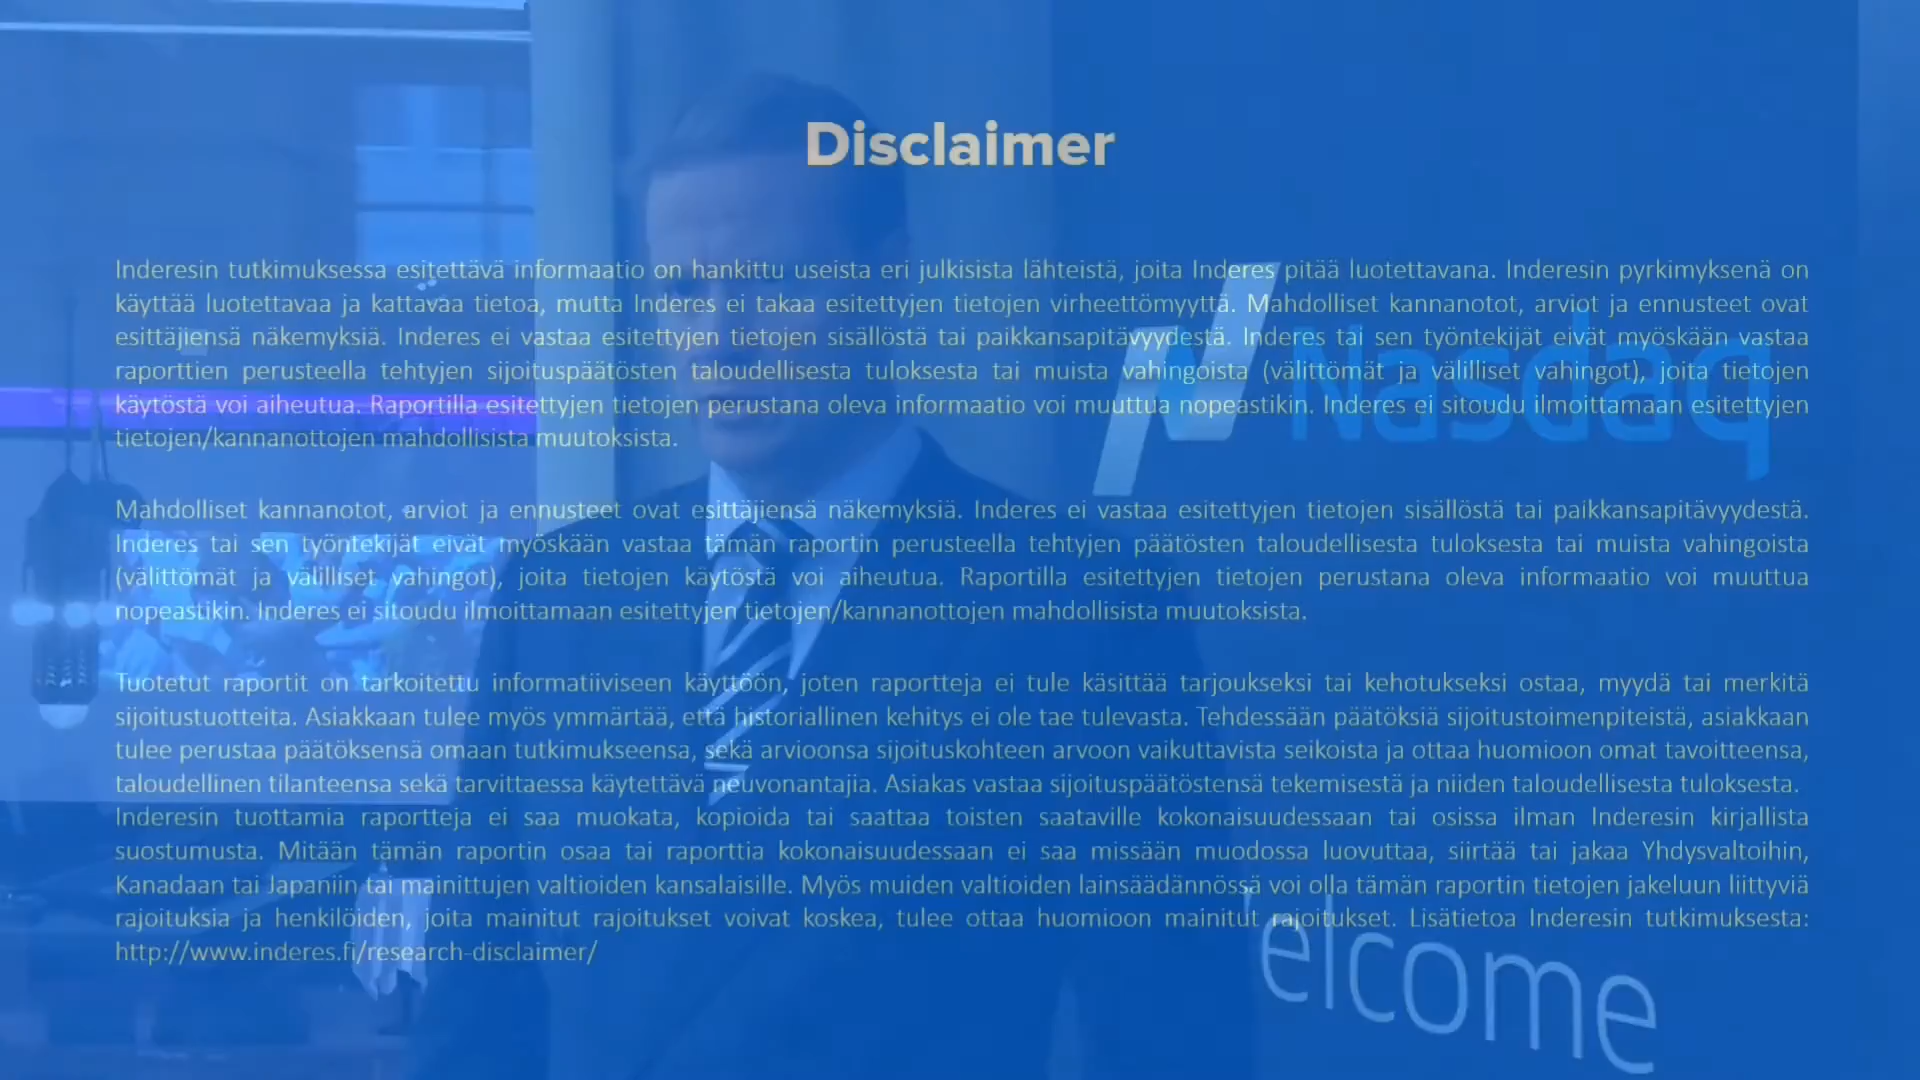 Disclaimer
Inderesin tutkimuksessa esitettävä informaatio on hankittu useista eri julkisista lähteistä, joita Inderes pitää luotettavana. Inderesin pyrkimyksenä on
käyttää luotettavaa ja kattavaa tietoa, mutta Inderes ei takaa esitettyjen tietojen virheettömyyttä. Mahdolliset kannanotot, arviot ja ennusteet ovat
esittäjiensä näkemyksiä. Inderes ei vastaa esitettyjen tietojen sisällöstä tai paikkansapitävyydestä. Inderes tai sen työntekijät eivät myöskään vastaa
raporttien perusteella tehtyjen sijoituspäätösten taloudellisesta tuloksesta tai muista vahingoista (välittömät ja välilliset vahingot), joita tietojen
käytöstä voi aiheutua. Raportilla esitettyjen tietojen perustana oleva informaatio voi muuttua nopeastikin. Inderes ei sitoudu ilmoittamaan esitettyjen
tietojen/kannanottojen mahdollisista muutoksista.
Nasdaq
Mahdolliset kannanotot, arviot ja ennusteet ovat esittäjiensä näkemyksiä. Inderes ei vastaa esitettyjen tietojen sisällöstä tai paikkansapitävyydestä.
Inderes tai sen työntekijät eivät myöskään vastaa tämän raportin perusteella tehtyjen päätösten taloudellisesta tuloksesta tai muista vahingoista
(välittömät ja välilliset vahingot), joita tietojen käytöstä voi aiheutua. Raportilla esitettyjen tietojen perustana oleva informaatio voi muuttua
nopeastikin. Inderes ei sitoudu ilmoittamaan esitettyjen tietojen/kannanottojen mahdollisista muutoksista.
Tuotetut raportit on tarkoitettu informatiiviseen käyttöön, joten raportteja ei tule käsittää tarjoukseksi tai kehotukseksi ostaa, myydä tai merkitä
sijoitustuotteita. Asiakkaan tulee myös ymmärtää, että historiallinen kehitys ei ole tae tulevasta. Tehdessään päätöksiä sijoitustoimenpiteistä, asiakkaan
tulee perustaa päätöksensä omaan tutkimukseensa, sekä arvioonsa sijoituskohteen arvoon vaikuttavista seikoista ja ottaa huomioon omat tavoitteensa,
taloudellinen tilanteensa sekä tarvittaessa käytettävä neuvonantajia. Asiakas vastaa sijoituspäätöstensä tekemisestä ja niiden taloudellisesta tuloksesta.
Inderesin tuottamia raportteja ei saa muokata, kopioida tai saattaa toisten saataville kokonaisuudessaan tai osissa ilman Inderesin kirjallista
suostumusta. Mitään tämän raportin osaa tai raporttia kokonaisuudessaan ei saa missään muodossa luovuttaa, siirtää tai jakaa Yhdysvaltoihin,
Kanadaan tai Japaniin tai mainittujen valtioiden kansalaisille. Myös muiden valtioiden lainsäädännössä voi olla tämän raportin tietojen jakeluun liittyviä
rajoituksia ja henkilöiden, joita mainitut rajoitukset voivat koskea, tulee ottaa huomioon mainitut rajoitukset. Lisätietoa Inderesin tutkimuksesta:
http://www.inderes.fi/research-disclaimer/
elcome